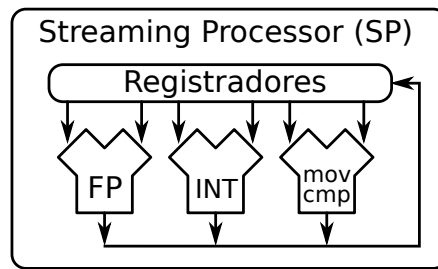 Streaming Processor (SP)
Registradores
FP
INT
mov
cmp